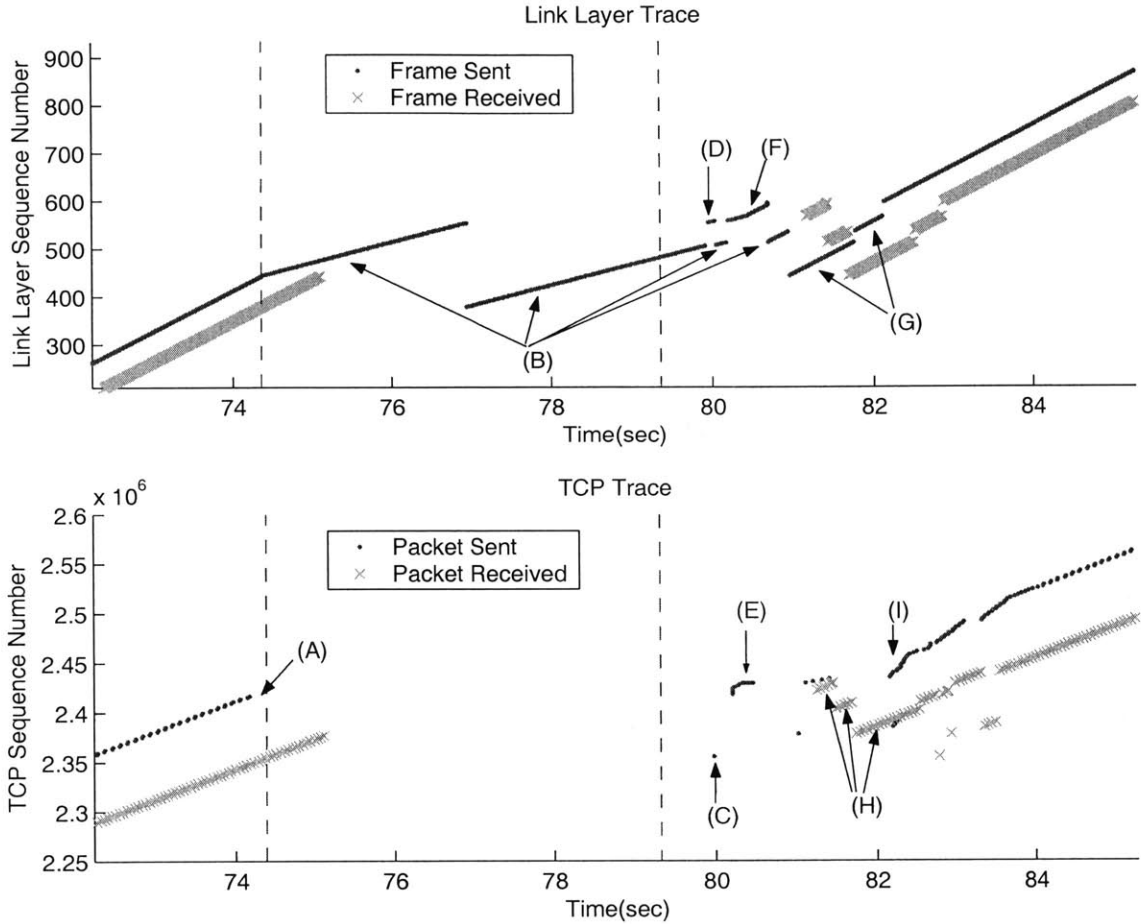 Link Layer Trace
Link Layer Sequence Number
900
800
700
600
500
400
300
Frame Sent
Frame Received
(D)
(F)
(B)
(G)
74
76
78
80
82
84
Time(sec)
TCP Trace
x 10^6
TCP Sequence Number
2.6
2.55
2.5
2.45
2.4
2.35
2.3
2.25
Packet Sent
Packet Received
(A)
(E)
(I)
(C)
(H)
74
76
78
80
82
84
Time(sec)